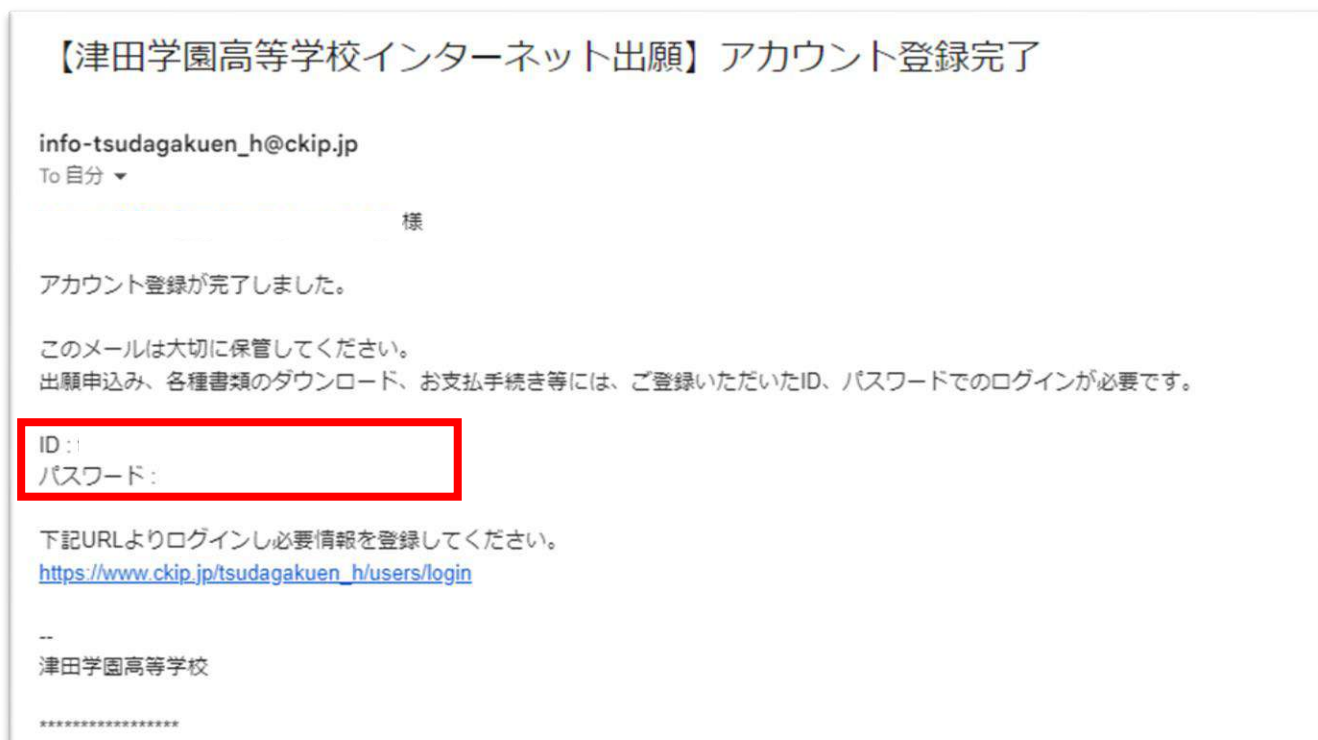 【津田学園高等学校インターネット出願】アカウント登録完了
info-tsudagakuen_h@ckip.jp
To 自分
様
アカウント登録が完了しました。
このメールは大切に保管してください。
出願申込み、各種書類のダウンロード、お支払手続き等には、ご登録いただいたID、パスワードでのログインが必要です。
ID :
パスワード :
下記URLよりログインし必要情報を登録してください。
https://www.ckip.jp/tsudagakuen_h/users/login
--
津田学園高等学校
*****************